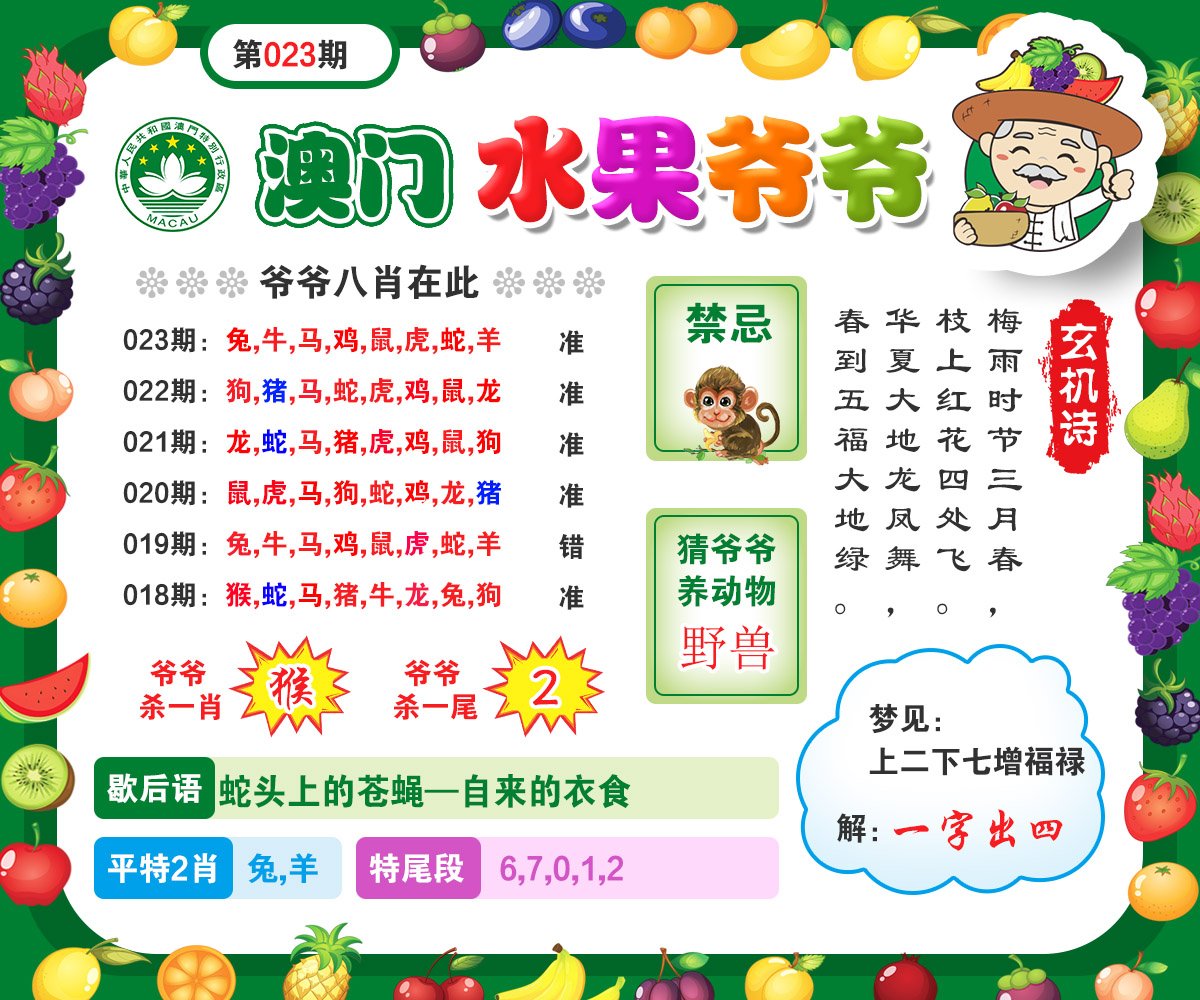 第023期
中華人民共和國澳門特別行政區
MACAU
澳门 水果爷爷
爷爷八肖在此
023期：兔,牛,马,鸡,鼠,虎,蛇,羊 准
022期：狗,猪,马,蛇,虎,鸡,鼠,龙 准
021期：龙,蛇,马,猪,虎,鸡,鼠,狗 准
020期：鼠,虎,马,狗,蛇,鸡,龙,猪 准
019期：兔,牛,马,鸡,鼠,虎,蛇,羊 错
018期：猴,蛇,马,猪,牛,龙,兔,狗 准
爷爷
杀一肖
猴
爷爷
杀一尾
2
禁忌
猜爷爷
养动物
野兽
玄机诗
梅雨时节三月春，
枝上红花四处飞。
华夏大地龙凤舞，
春到五福大地绿。
梦见：
上二下七增福禄
解：一字出四
歇后语 蛇头上的苍蝇—自来的衣食
平特2肖 兔,羊
特尾段 6,7,0,1,2